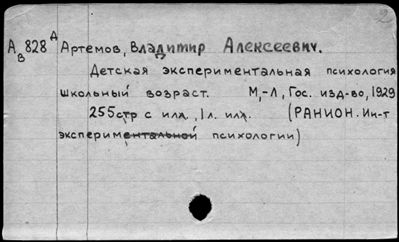 А 828 Д Артемов, Владимир Алексеевич.
В
Детская экспериментальная психология
школьный возраст. М,-Л, Гос. изд-во, 1929
255стр с илл, 1л. илл. (РАНИОН. Ин-т
экспериментальной психологии)